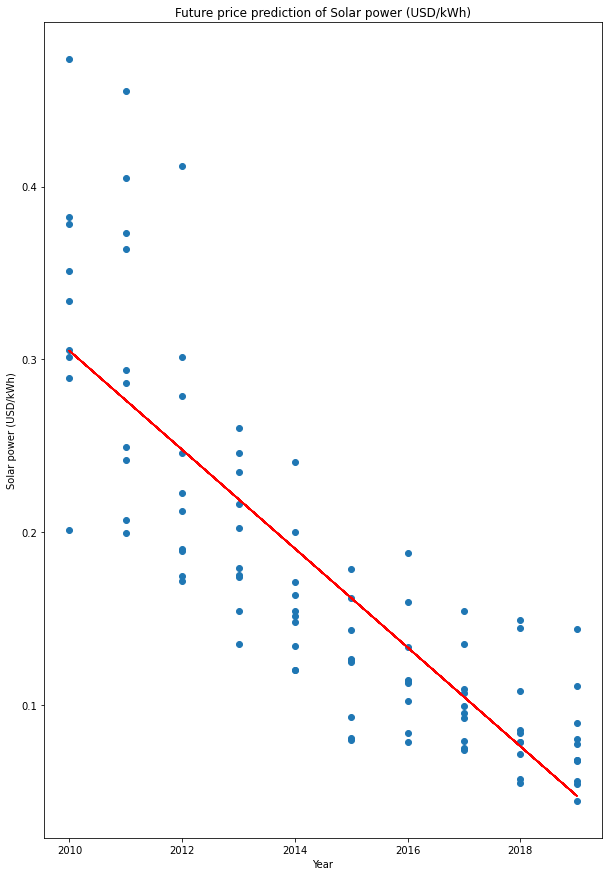 Future price prediction of Solar power (USD/kWh)
0.4
0.3
0.2
0.1
Solar power (USD/kWh)
2010 2012 2014 2016 2018
Year